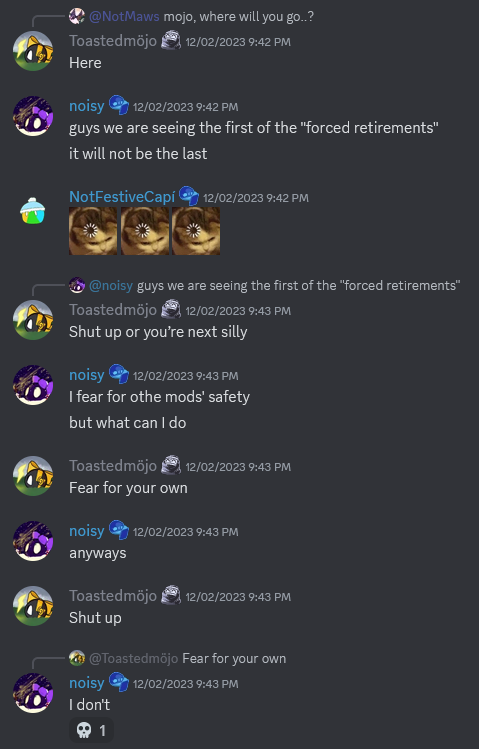 @NotMaws mojo, where will you go..?
Toastedmöjo 12/02/2023 9:42 PM
Here
noisy 12/02/2023 9:42 PM
guys we are seeing the first of the "forced retirements"
it will not be the last
NotFestiveCapí 12/02/2023 9:42 PM
@noisy guys we are seeing the first of the "forced retirements"
Toastedmöjo 12/02/2023 9:43 PM
Shut up or you're next silly
noisy 12/02/2023 9:43 PM
I fear for othe mods' safety
but what can I do
Toastedmöjo 12/02/2023 9:43 PM
Fear for your own
noisy 12/02/2023 9:43 PM
anyways
Toastedmöjo 12/02/2023 9:43 PM
Shut up
@Toastedmöjo Fear for your own
noisy 12/02/2023 9:43 PM
I don't
1